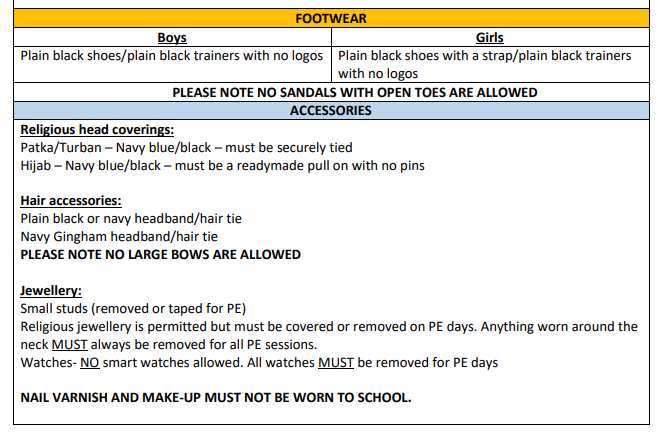 FOOTWEAR
Boys
Girls
Plain black shoes/plain black trainers with no logos
Plain black shoes with a strap/plain black trainers
with no logos
PLEASE NOTE NO SANDALS WITH OPEN TOES ARE ALLOWED
ACCESSORIES
Religious head coverings:
Patka/Turban – Navy blue/black – must be securely tied
Hijab – Navy blue/black – must be a readymade pull on with no pins
Hair accessories:
Plain black or navy headband/hair tie
Navy Gingham headband/hair tie
PLEASE NOTE NO LARGE BOWS ARE ALLOWED
Jewellery:
Small studs (removed or taped for PE)
Religious jewellery is permitted but must be covered or removed on PE days. Anything worn around the
neck MUST always be removed for all PE sessions.
Watches- NO smart watches allowed. All watches MUST be removed for PE days
NAIL VARNISH AND MAKE-UP MUST NOT BE WORN TO SCHOOL.